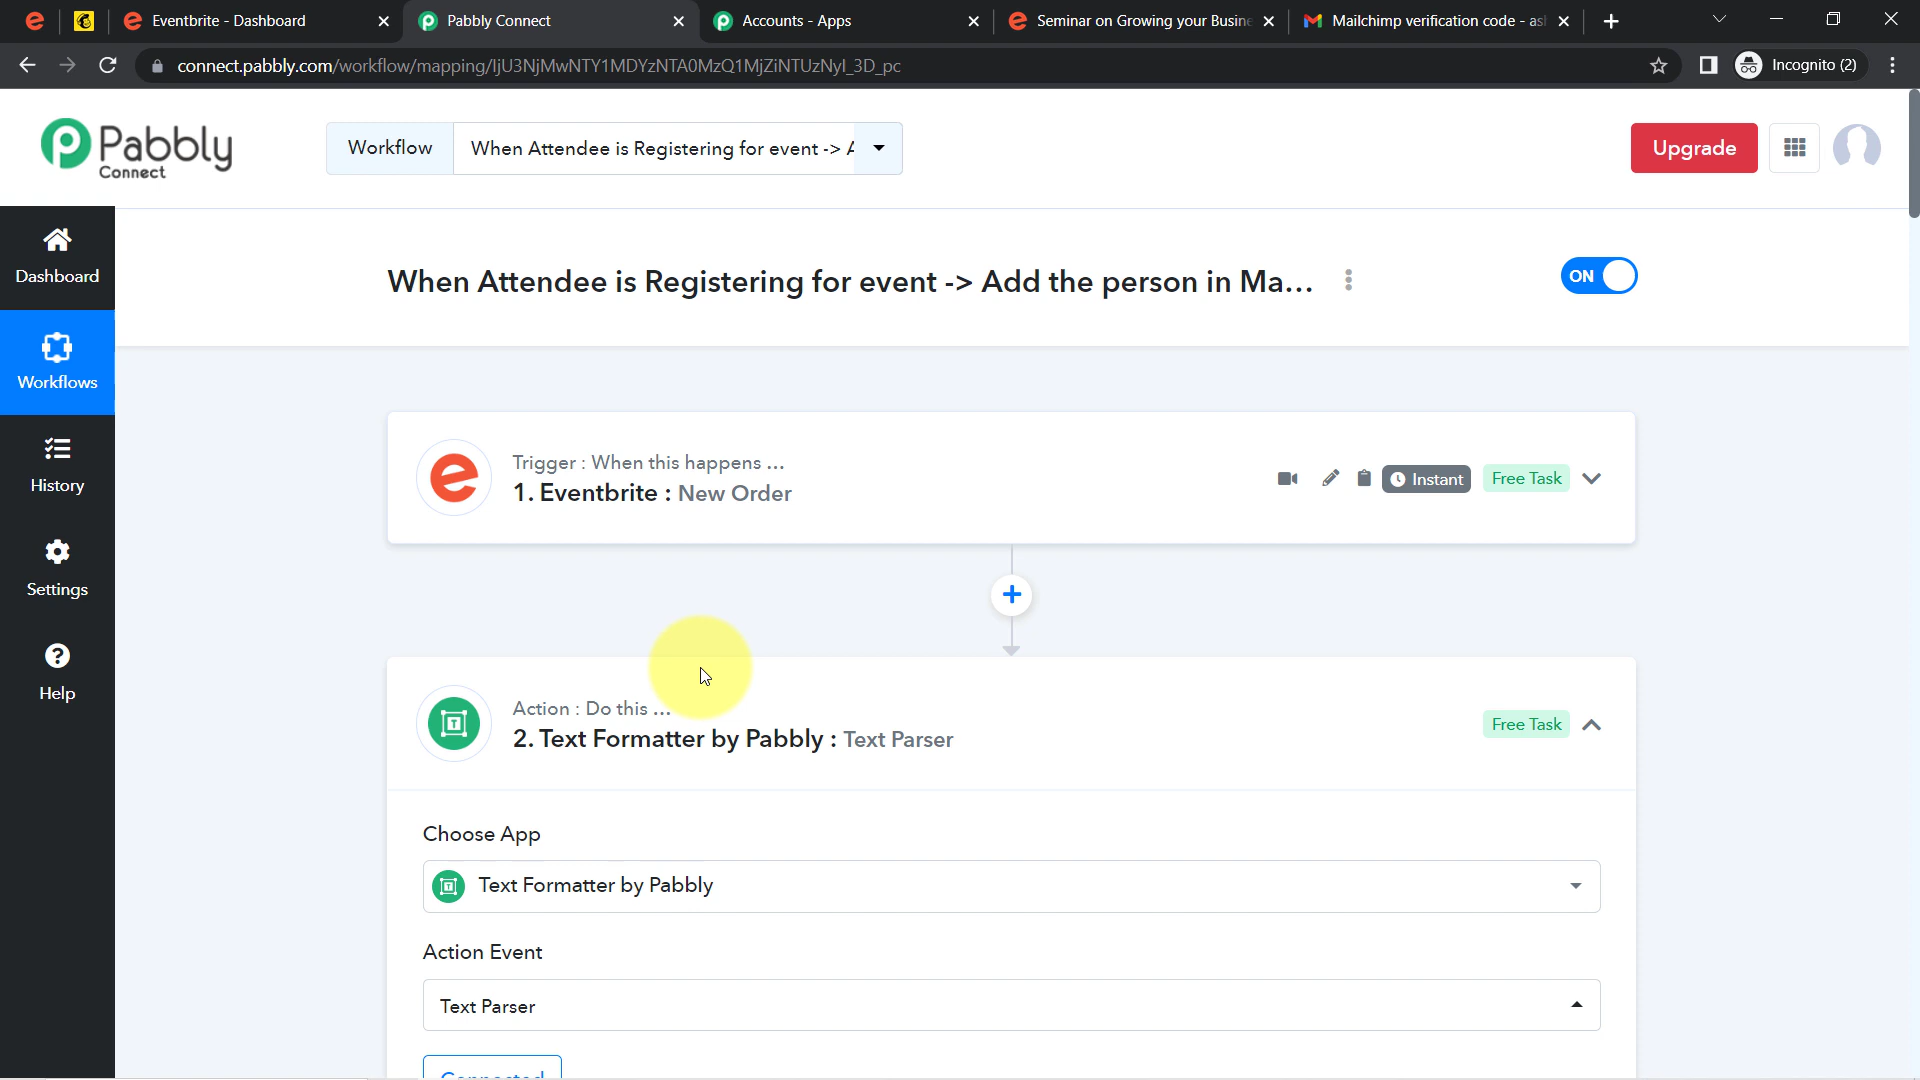 Eventbrite - Dashboard
Pabbly Connect
Accounts - Apps
Seminar on Growing your Busine
Mailchimp verification code - as
connect.pabbly.com/workflow/mapping/IjU3NjMwNTY1MDYzNTA0MzQ1MjZiNTUzNyI_3D_pc
Incognito (2)
Pabbly
Connect
Workflow
When Attendee is Registering for event -> A
Upgrade
Dashboard
Workflows
History
Settings
Help
When Attendee is Registering for event -> Add the person in Ma...
ON
Trigger : When this happens ...
1. Eventbrite : New Order
Instant
Free Task
Action : Do this ...
2. Text Formatter by Pabbly : Text Parser
Free Task
Choose App
Text Formatter by Pabbly
Action Event
Text Parser
Connected